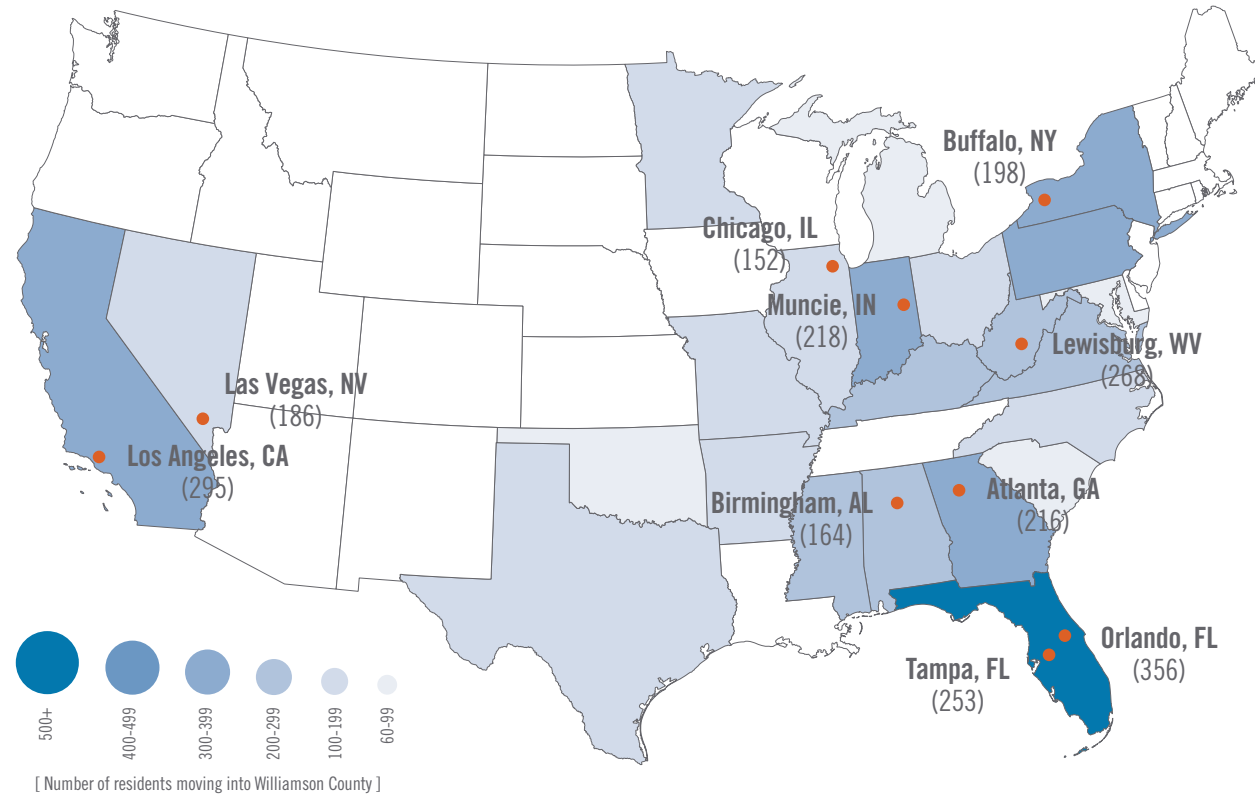 Buffalo, NY
(198)
Chicago, IL
(152)
Muncie, IN
(218)
Lewisburg, WV
(268)
Las Vegas, NV
(186)
Los Angeles, CA
(295)
Birmingham, AL
(164)
Atlanta, GA
(216)
Orlando, FL
(356)
Tampa, FL
(253)
500+
400-499
300-399
200-299
100-199
60-99
[ Number of residents moving into Williamson County ]